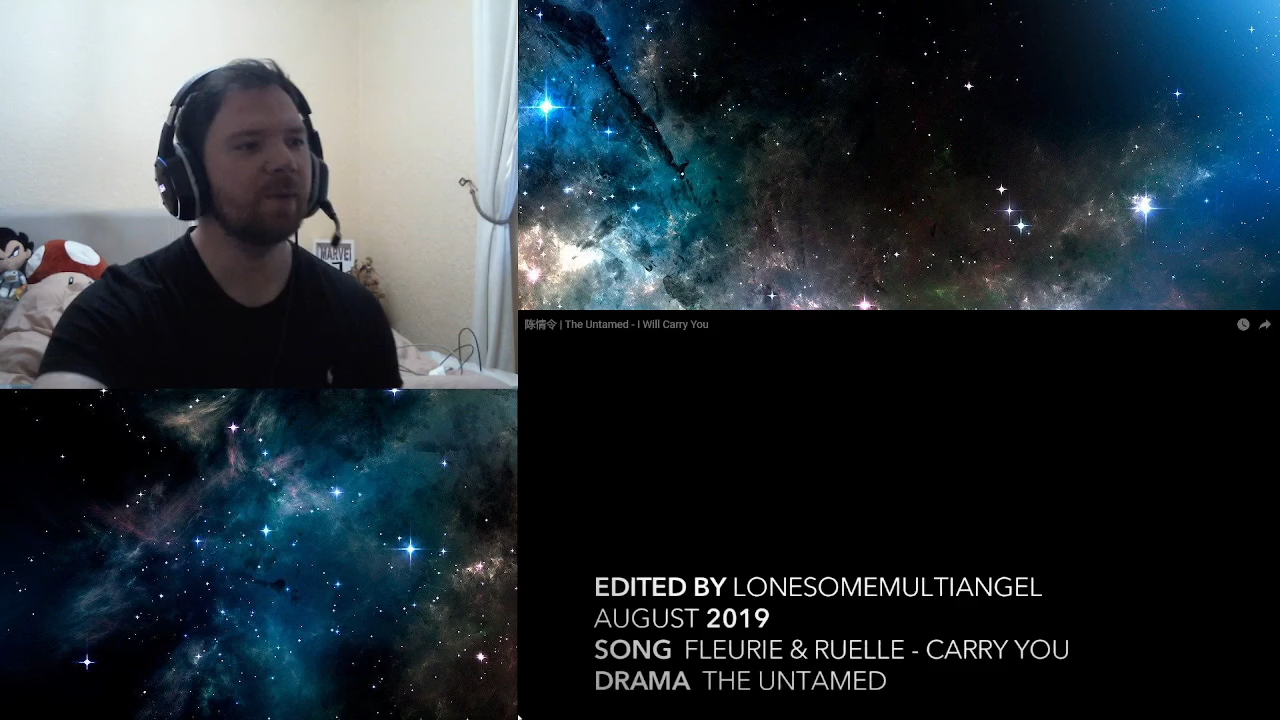 MARVEL
陈情令 | The Untamed - I Will Carry You
EDITED BY LONESOMEMULTIANGEL
AUGUST 2019
SONG FLEURIE & RUELLE - CARRY YOU
DRAMA THE UNTAMED